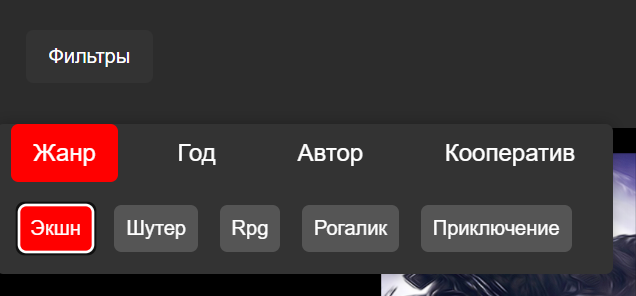 Фильтры
Жанр Год Автор Кооператив
Экшн Шутер Rpg Рогалик Приключение